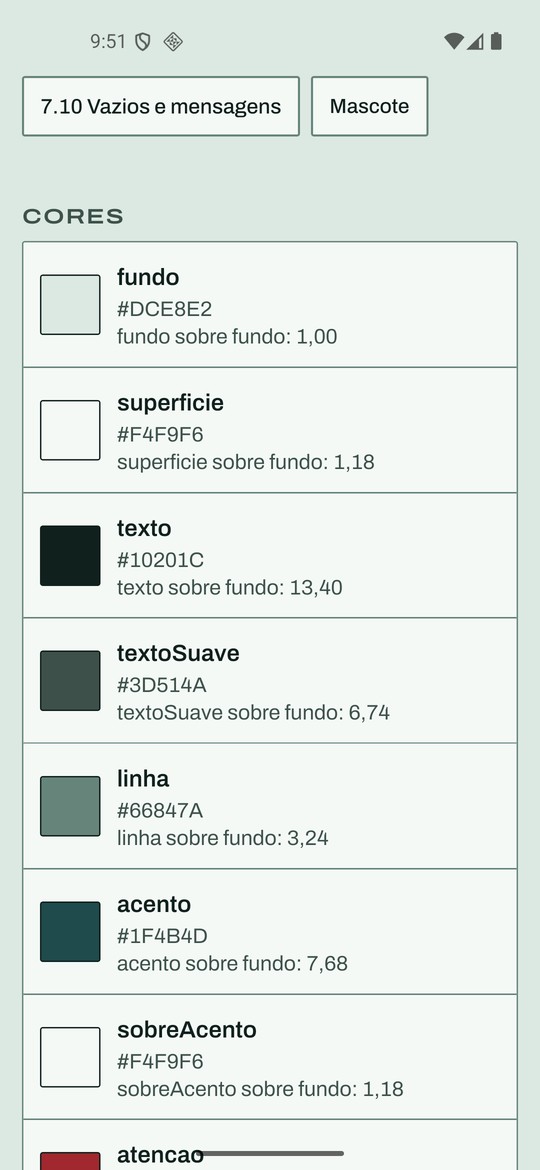 9:51
7.10 Vazios e mensagens
Mascote
CORES
fundo
#DCE8E2
fundo sobre fundo: 1,00
superficie
#F4F9F6
superficie sobre fundo: 1,18
texto
#10201C
texto sobre fundo: 13,40
textoSuave
#3D514A
textoSuave sobre fundo: 6,74
linha
#66847A
linha sobre fundo: 3,24
acento
#1F4B4D
acento sobre fundo: 7,68
sobreAcento
#F4F9F6
sobreAcento sobre fundo: 1,18
atencao